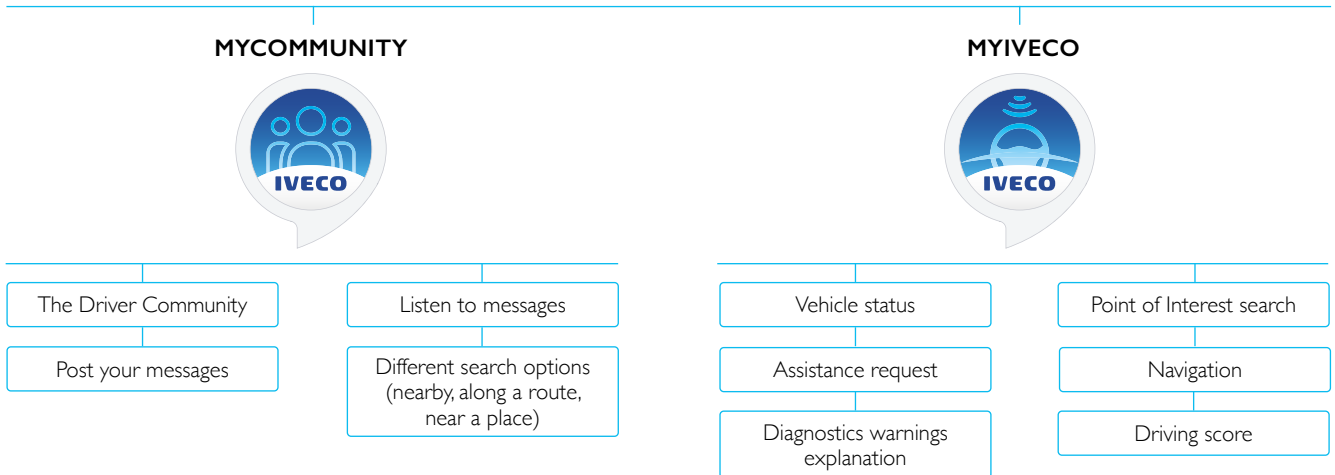 MYCOMMUNITY
IVECO
The Driver Community
Post your messages
Listen to messages
Different search options
(nearby, along a route,
near a place)
MYIVECO
IVECO
Vehicle status
Assistance request
Diagnostics warnings
explanation
Point of Interest search
Navigation
Driving score